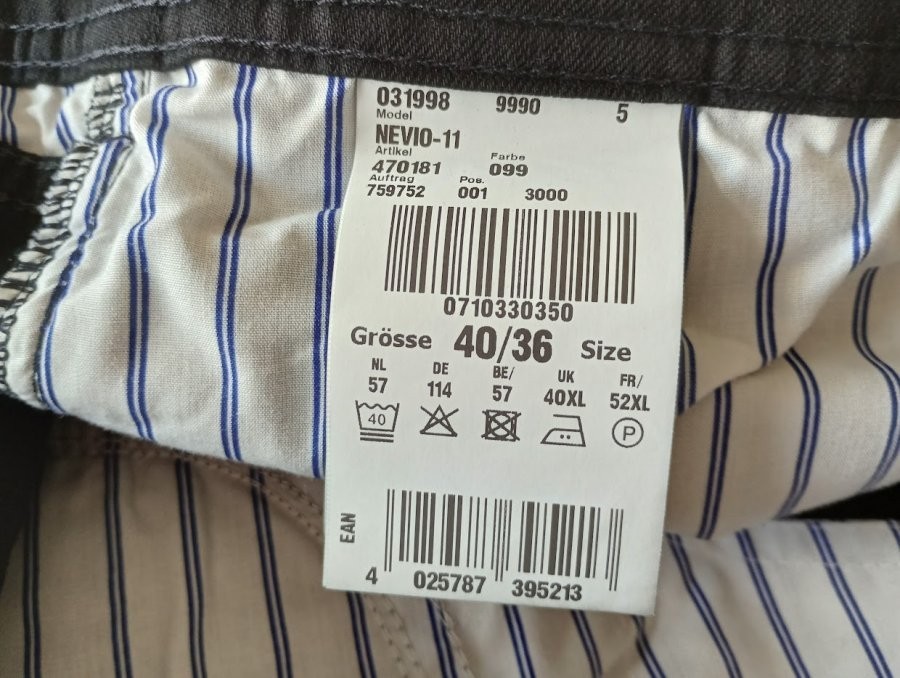 031998 9990 5
Model
NEVIO-11
Artikel Farbe
470181 099
Auftrag Pos.
759752 001 3000
0710330350
Grösse 40/36 Size
NL DE BE/ UK FR/
57 114 57 40XL 52XL
40 P
EAN
4 025787 395213